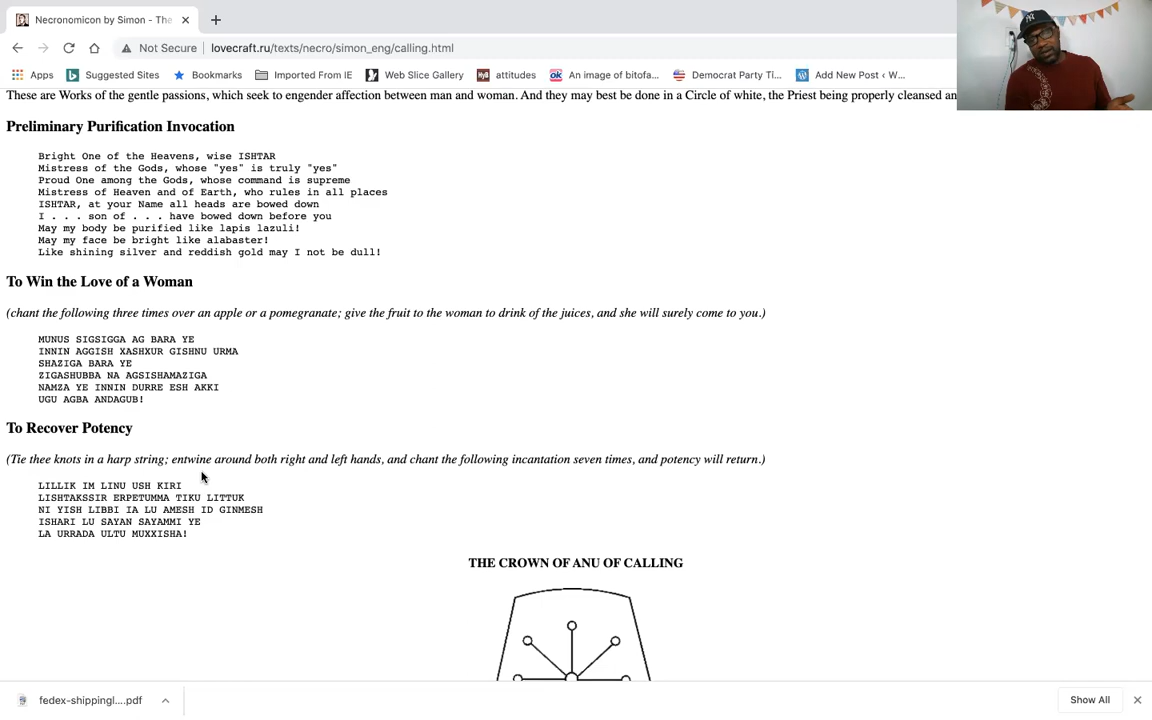 Necronomicon by Simon - The
Not Secure | lovecraft.ru/texts/necro/simon_eng/calling.html
Apps Suggested Sites Bookmarks Imported From IE Web Slice Gallery attitudes An image of bitofa... Democrat Party Ti... Add New Post ‹ W...
These are Works of the gentle passions, which seek to engender affection between man and woman. And they may best be done in a Circle of white, the Priest being properly cleansed an
Preliminary Purification Invocation
Bright One of the Heavens, wise ISHTAR
Mistress of the Gods, whose "yes" is truly "yes"
Proud One among the Gods, whose command is supreme
Mistress of Heaven and of Earth, who rules in all places
ISHTAR, at your Name all heads are bowed down
I . . . son of . . . have bowed down before you
May my body be purified like lapis lazuli!
May my face be bright like alabaster!
Like shining silver and reddish gold may I not be dull!
To Win the Love of a Woman
(chant the following three times over an apple or a pomegranate; give the fruit to the woman to drink of the juices, and she will surely come to you.)
MUNUS SIGSIGGA AG BARA YE
INNIN AGGISH XASHXUR GISHNU URMA
SHAZIGA BARA YE
ZIGASHUBBA NA AGSISHAMAZIGA
NAMZA YE INNIN DURRE ESH AKKI
UGU AGBA ANDAGUB!
To Recover Potency
(Tie thee knots in a harp string; entwine around both right and left hands, and chant the following incantation seven times, and potency will return.)
LILLIK IM LINU USH KIRI
LISHTAKSSIR ERPETUMMA TIKU LITTUK
NI YISH LIBBI IA LU AMESH ID GINMESH
ISHARI LU SAYAN SAYAMMI YE
LA URRADA ULTU MUXXISHA!
THE CROWN OF ANU OF CALLING
fedex-shippingl....pdf
Show All